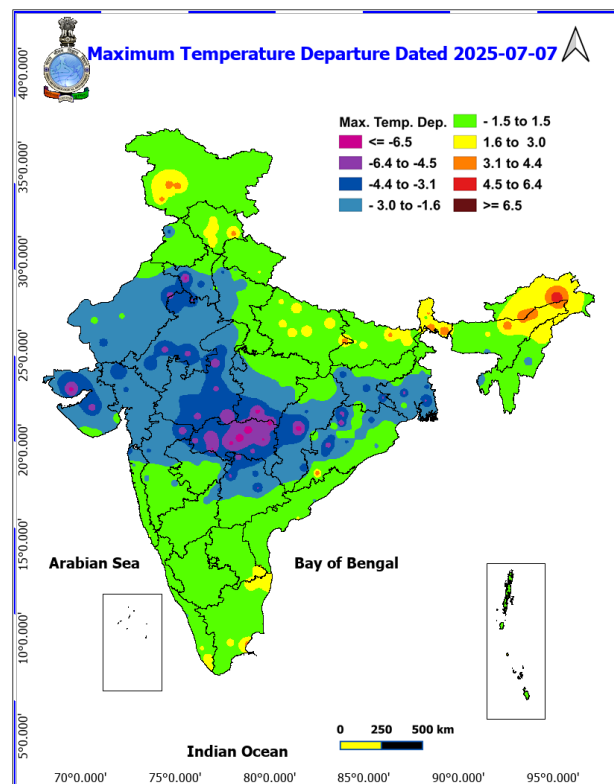 Maximum Temperature Departure Dated 2025-07-07
Max. Temp. Dep.
<= -6.5
-6.4 to -4.5
-4.4 to -3.1
- 3.0 to -1.6
- 1.5 to 1.5
1.6 to 3.0
3.1 to 4.4
4.5 to 6.4
>= 6.5
40°0.000'
35°0.000'
30°0.000'
25°0.000'
20°0.000'
15°0.000'
10°0.000'
5°0.000'
Arabian Sea
Bay of Bengal
Indian Ocean
0 250 500 km
70°0.000' 75°0.000' 80°0.000' 85°0.000' 90°0.000' 95°0.000'